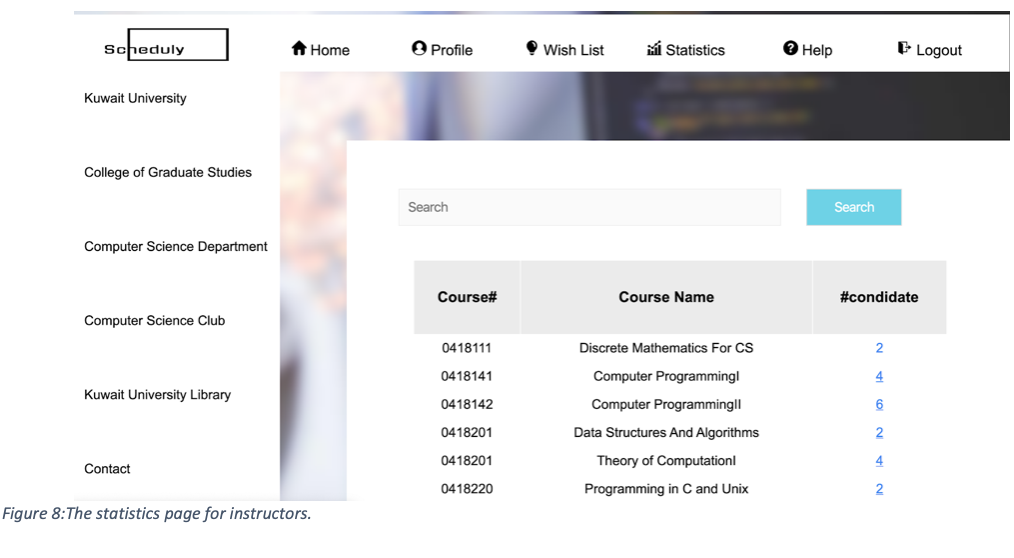 Scheduly
Home Profile Wish List Statistics Help Logout
Kuwait University
College of Graduate Studies
Computer Science Department
Computer Science Club
Kuwait University Library
Contact
Search Search
Course# Course Name #condidate
0418111 Discrete Mathematics For CS 2
0418141 Computer ProgrammingI 4
0418142 Computer ProgrammingII 6
0418201 Data Structures And Algorithms 2
0418201 Theory of ComputationI 4
0418220 Programming in C and Unix 2
Figure 8:The statistics page for instructors.